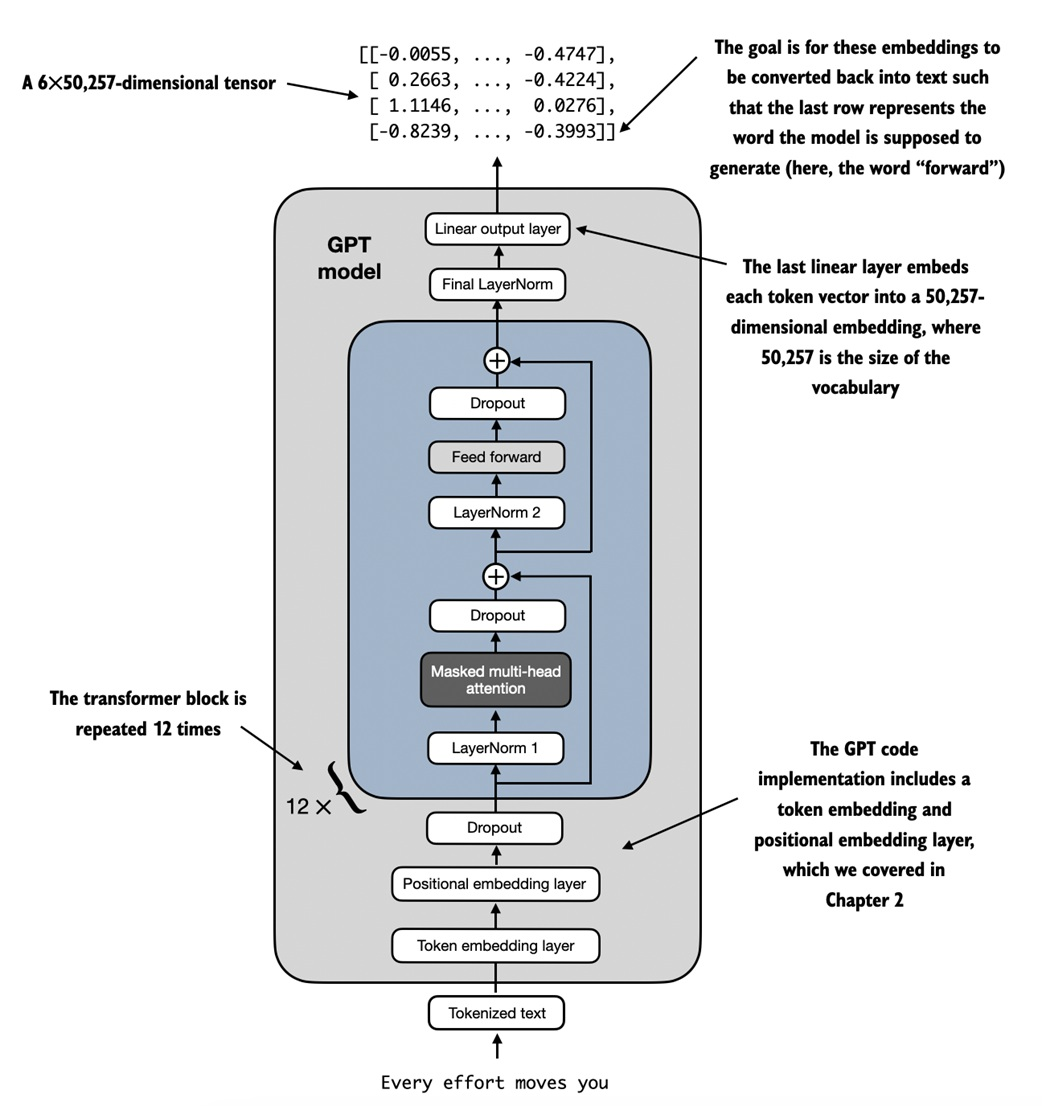 [[-0.0055, ..., -0.4747],
[ 0.2663, ..., -0.4224],
[ 1.1146, ..., 0.0276],
[-0.8239, ..., -0.3993]]
A 6×50,257-dimensional tensor
The goal is for these embeddings to
be converted back into text such
that the last row represents the
word the model is supposed to
generate (here, the word “forward”)
GPT
model
Linear output layer
Final LayerNorm
The last linear layer embeds
each token vector into a 50,257-
dimensional embedding, where
50,257 is the size of the
vocabulary
+
Dropout
Feed forward
LayerNorm 2
+
Dropout
Masked multi-head
attention
LayerNorm 1
The transformer block is
repeated 12 times
12 ×
{
Dropout
Positional embedding layer
Token embedding layer
The GPT code
implementation includes a
token embedding and
positional embedding layer,
which we covered in
Chapter 2
Tokenized text
Every effort moves you